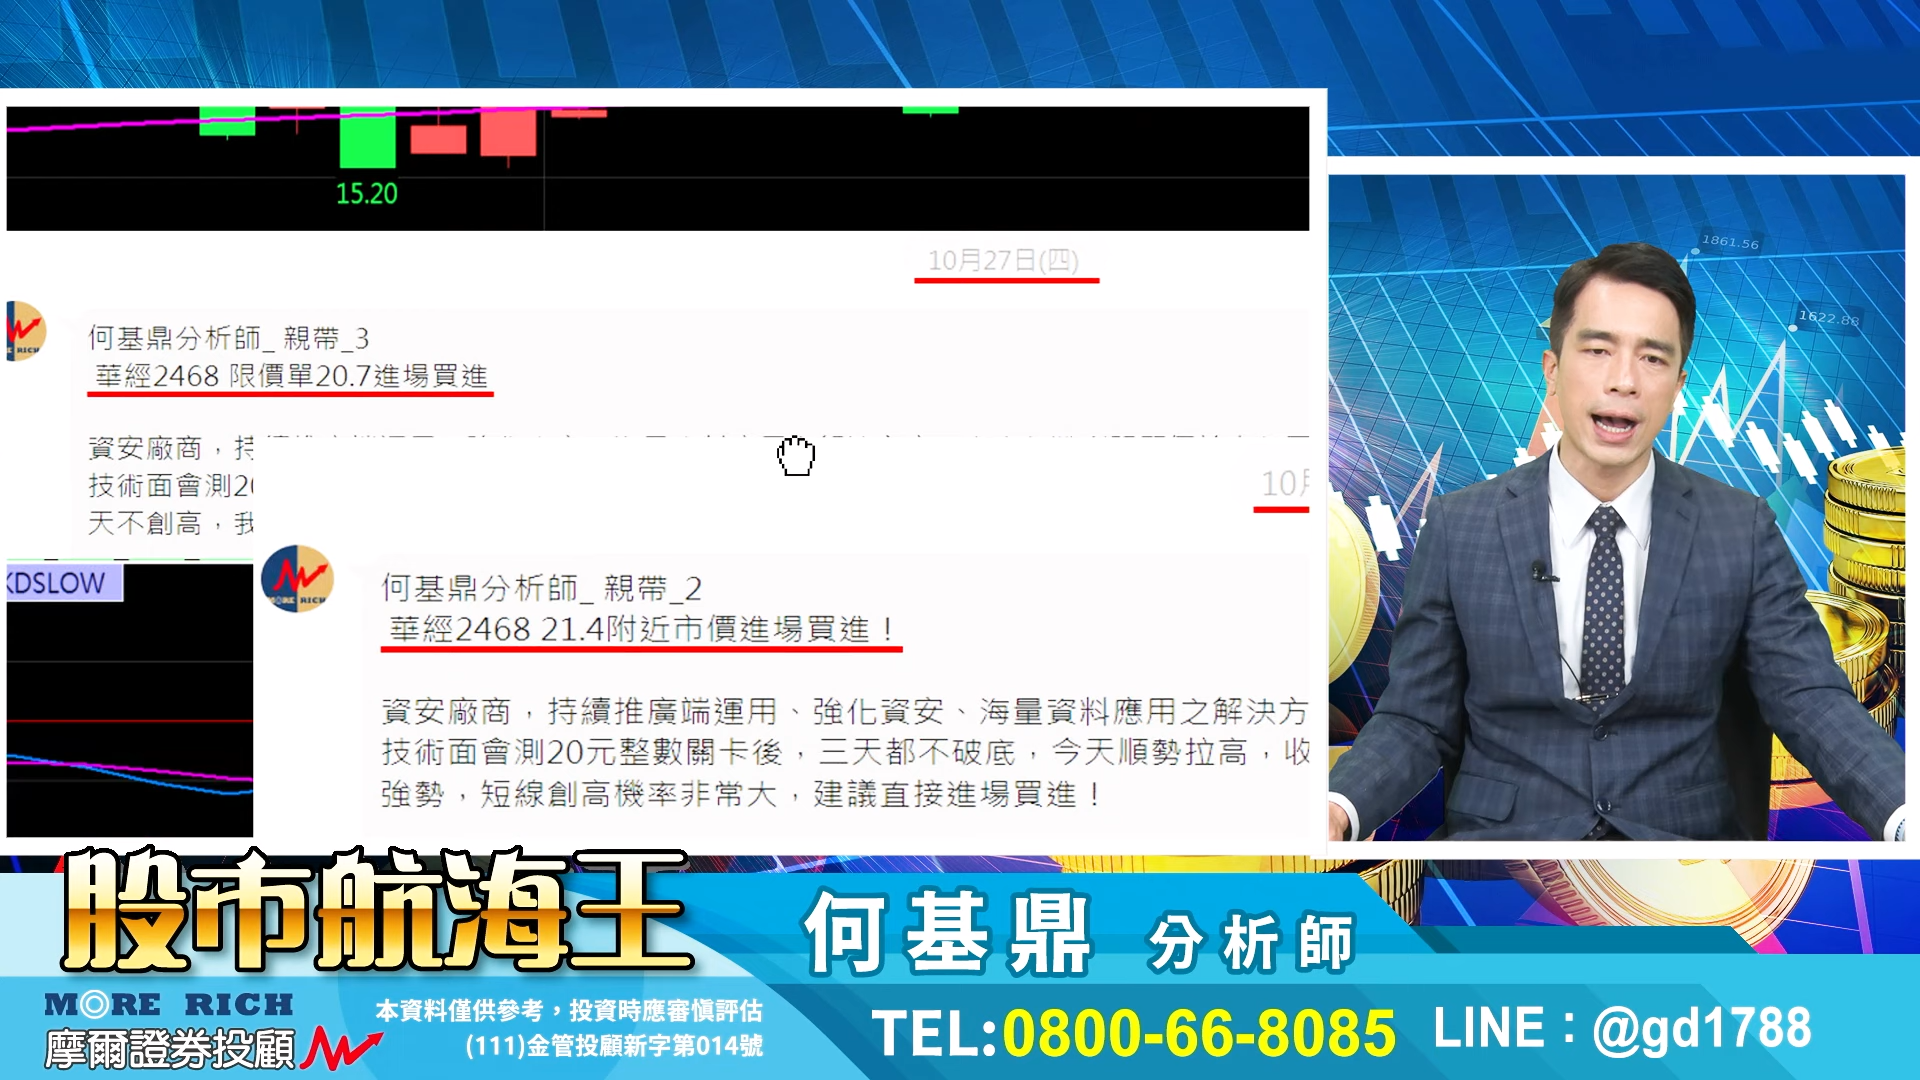 15.20
10月27日(四)
何基鼎分析師_ 親帶_3
華經2468 限價單20.7進場買進
資安廠商，持
技術面會測20
天不創高，我
10月
何基鼎分析師_ 親帶_2
華經2468 21.4附近市價進場買進！
資安廠商，持續推廣端運用、強化資安、海量資料應用之解決方
技術面會測20元整數關卡後，三天都不破底，今天順勢拉高，收
強勢，短線創高機率非常大，建議直接進場買進！
KDSLOW
MORE RICH
1861.56
1622.88
股市航海王
MORE RICH
摩爾證券投顧
本資料僅供參考，投資時應審慎評估
(111)金管投顧新字第014號
何基鼎 分析師
TEL:0800-66-8085
LINE：@gd1788